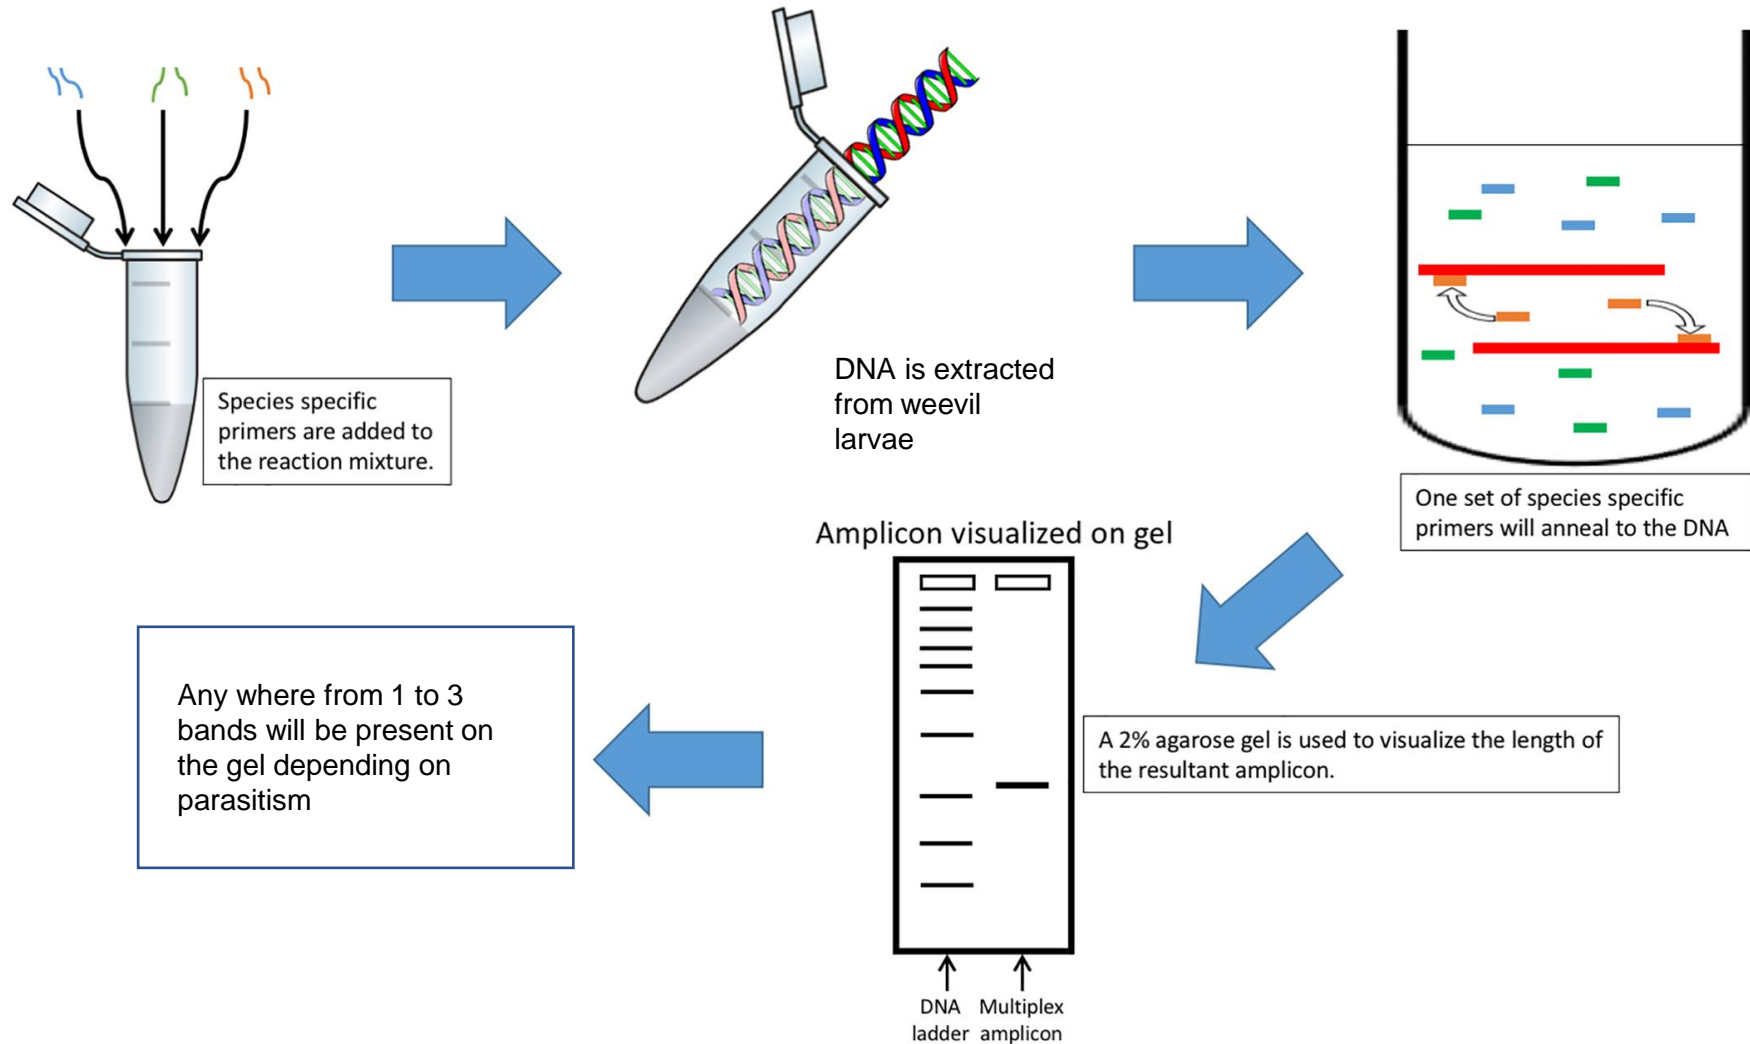 Species specific
primers are added to
the reaction mixture.
DNA is extracted
from weevil
larvae
One set of species specific
primers will anneal to the DNA
Amplicon visualized on gel
A 2% agarose gel is used to visualize the length of
the resultant amplicon.
DNA
ladder
Multiplex
amplicon
Any where from 1 to 3
bands will be present on
the gel depending on
parasitism